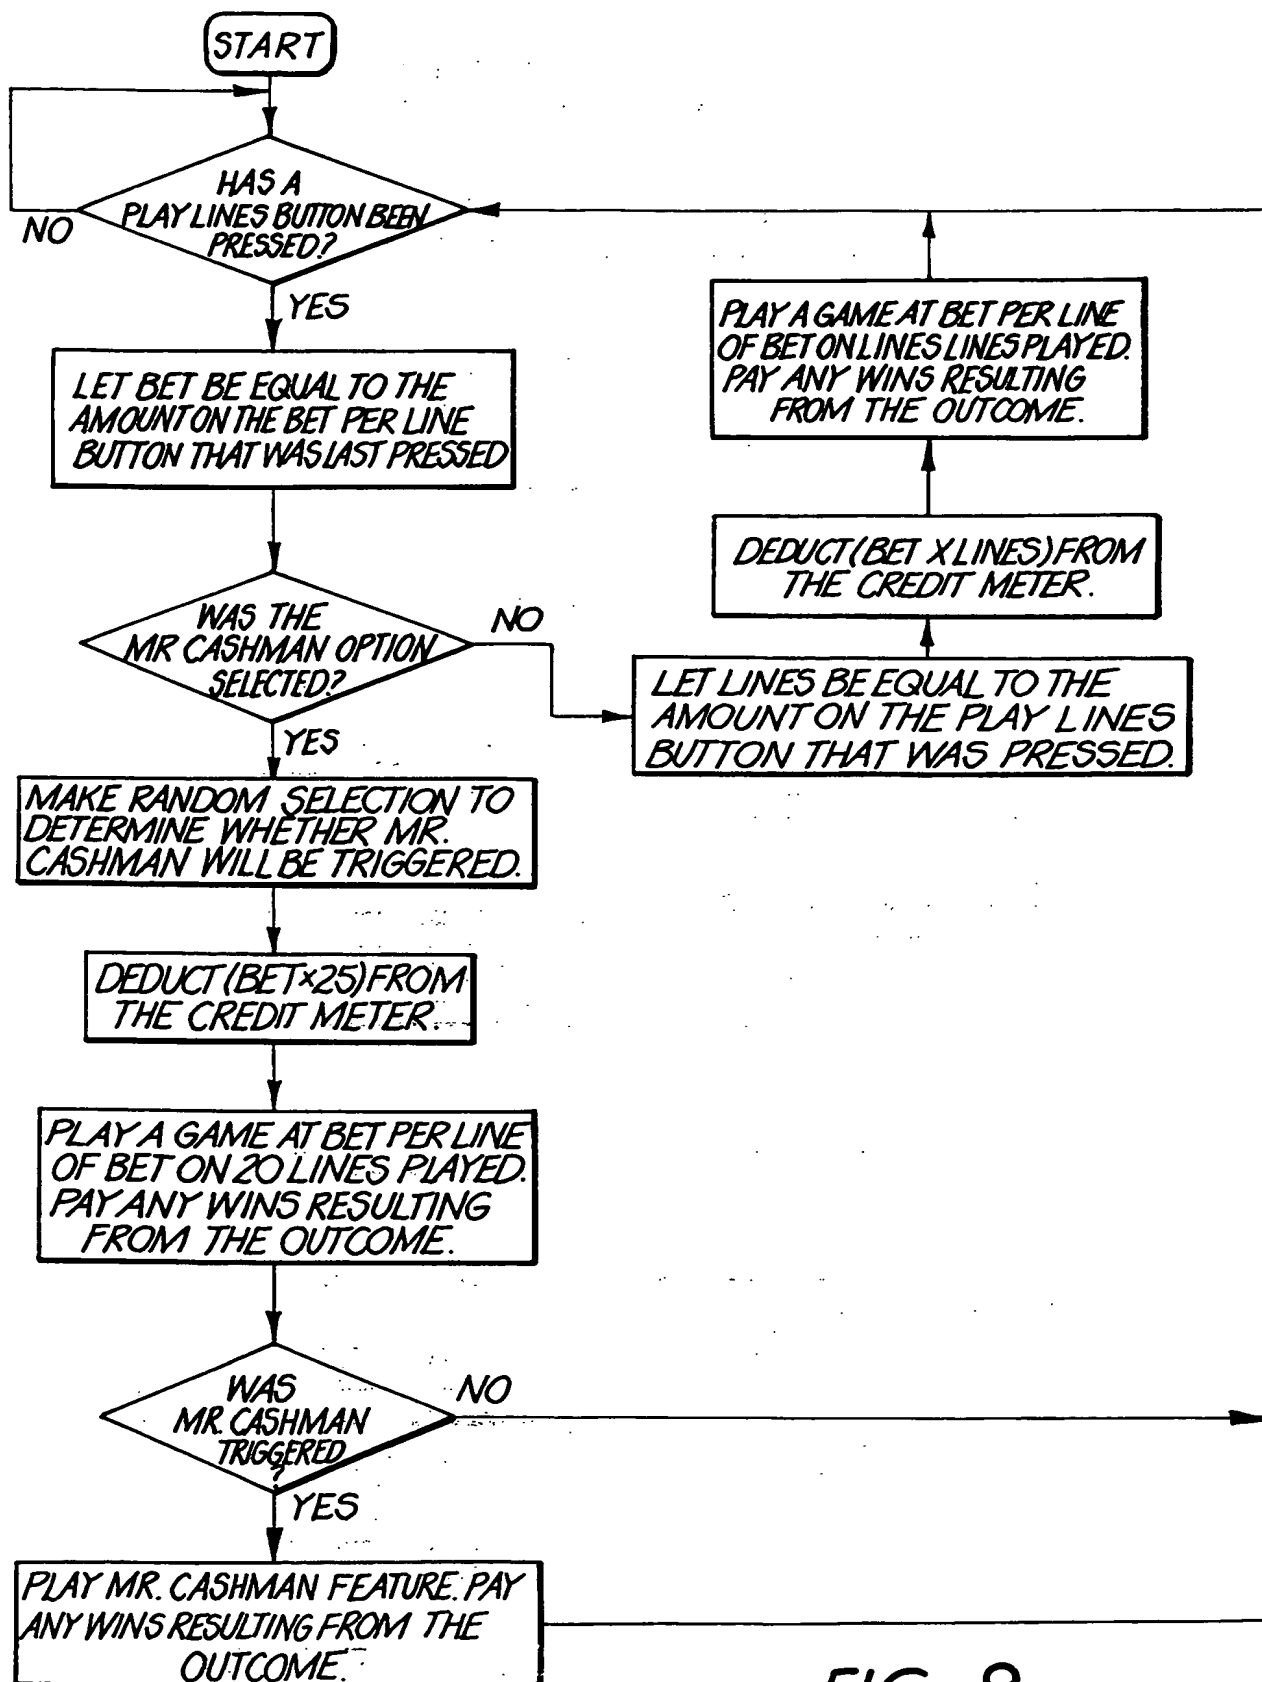 START
HAS A
PLAY LINES BUTTON BEEN
PRESSED?
NO
YES
LET BET BE EQUAL TO THE
AMOUNT ON THE BET PER LINE
BUTTON THAT WAS LAST PRESSED
WAS THE
MR CASHMAN OPTION
SELECTED?
NO
YES
PLAY A GAME AT BET PER LINE
OF BET ON LINES LINES PLAYED.
PAY ANY WINS RESULTING
FROM THE OUTCOME.
DEDUCT (BET X LINES) FROM
THE CREDIT METER.
LET LINES BE EQUAL TO THE
AMOUNT ON THE PLAY LINES
BUTTON THAT WAS PRESSED.
MAKE RANDOM SELECTION TO
DETERMINE WHETHER MR.
CASHMAN WILL BE TRIGGERED.
DEDUCT (BET×25) FROM
THE CREDIT METER.
PLAY A GAME AT BET PER LINE
OF BET ON 20 LINES PLAYED.
PAY ANY WINS RESULTING
FROM THE OUTCOME.
WAS
MR. CASHMAN
TRIGGERED
?
NO
YES
PLAY MR. CASHMAN FEATURE. PAY
ANY WINS RESULTING FROM THE
OUTCOME.